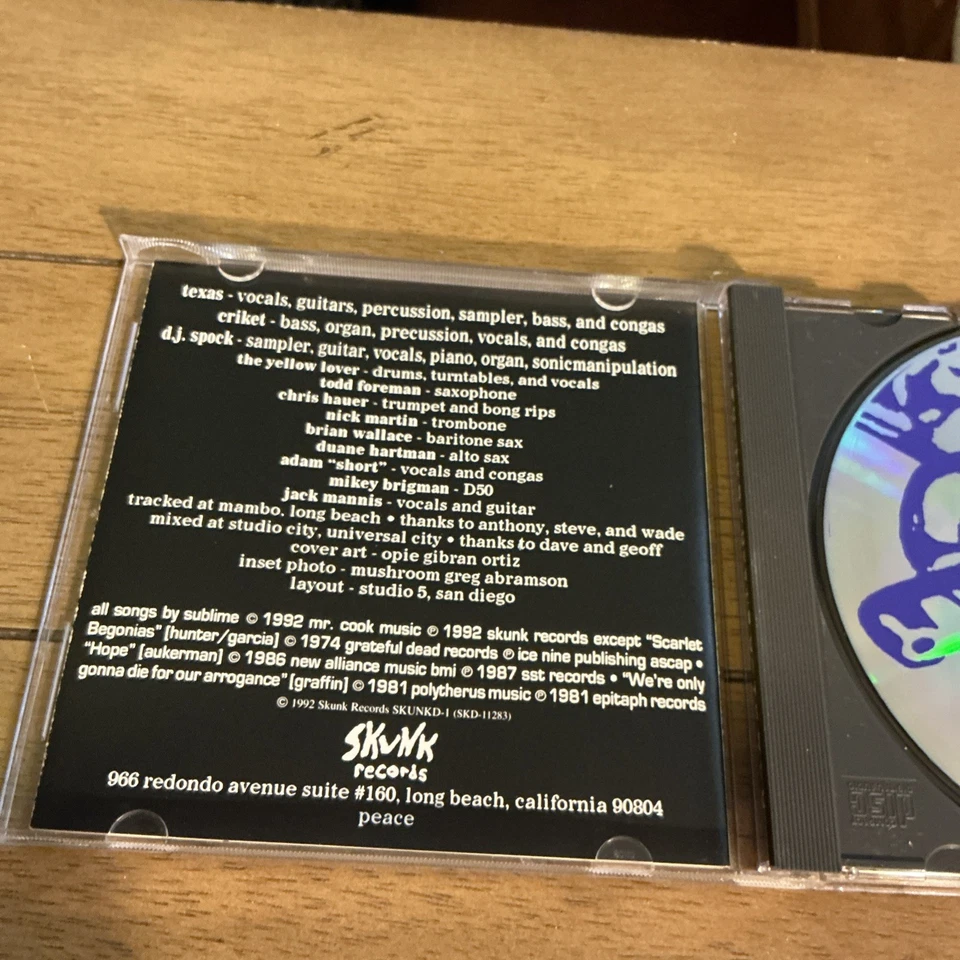 texas - vocals, guitars, percussion, sampler, bass, and congas
criket - bass, organ, precussion, vocals, and congas
d.j. spock - sampler, guitar, vocals, piano, organ, sonicmanipulation
the yellow lover - drums, turntables, and vocals
todd foreman - saxophone
chris hauer - trumpet and bong rips
nick martin - trombone
brian wallace - baritone sax
duane hartman - alto sax
adam "short" - vocals and congas
mikey brigman - D50
jack mannis - vocals and guitar
tracked at mambo. long beach • thanks to anthony, steve, and wade
mixed at studio city, universal city • thanks to dave and geoff
cover art - opie gibran ortiz
inset photo - mushroom greg abramson
layout - studio 5, san diego
all songs by sublime © 1992 mr. cook music ℗ 1992 skunk records except "Scarlet
Begonias" [hunter/garcia] © 1974 grateful dead records ℗ ice nine publishing ascap •
"Hope" [aukerman] © 1986 new alliance music bmi ℗ 1987 sst records • "We're only
gonna die for our arrogance" [graffin] © 1981 polytherus music ℗ 1981 epitaph records
© 1992 Skunk Records SKUNKD-1 (SKD-11283)
SKUNK
records
966 redondo avenue suite #160, long beach, california 90804
peace
disc